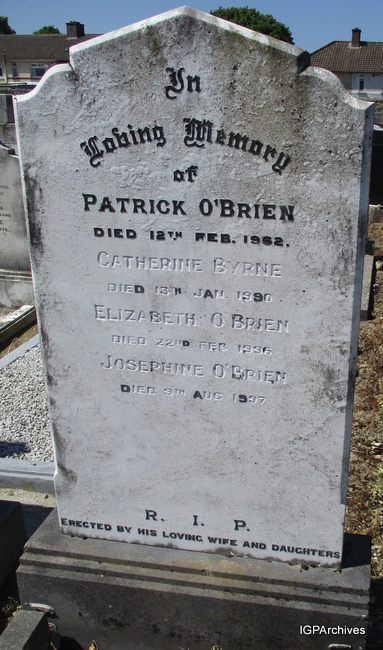 In
Loving Memory
of
PATRICK O'BRIEN
DIED 12TH FEB. 1962.
CATHERINE BYRNE
DIED 13TH JAN. 1990
ELIZABETH O'BRIEN
DIED 22ND FEB 1996
JOSEPHINE O'BRIEN
DIED 9TH AUG 1997
R. I. P.
ERECTED BY HIS LOVING WIFE AND DAUGHTERS
IGPArchives